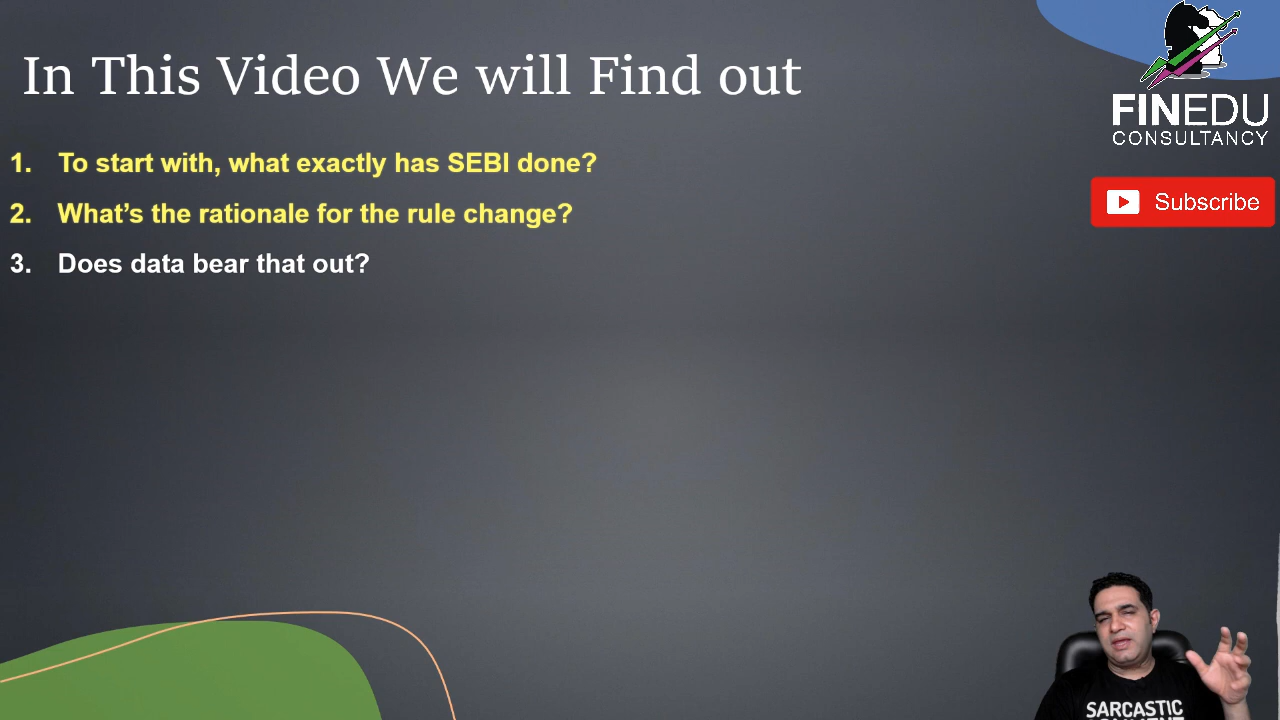 In This Video We will Find out
FINEDU
CONSULTANCY
1. To start with, what exactly has SEBI done?
Subscribe
2. What’s the rationale for the rule change?
3. Does data bear that out?
SARCASTIC